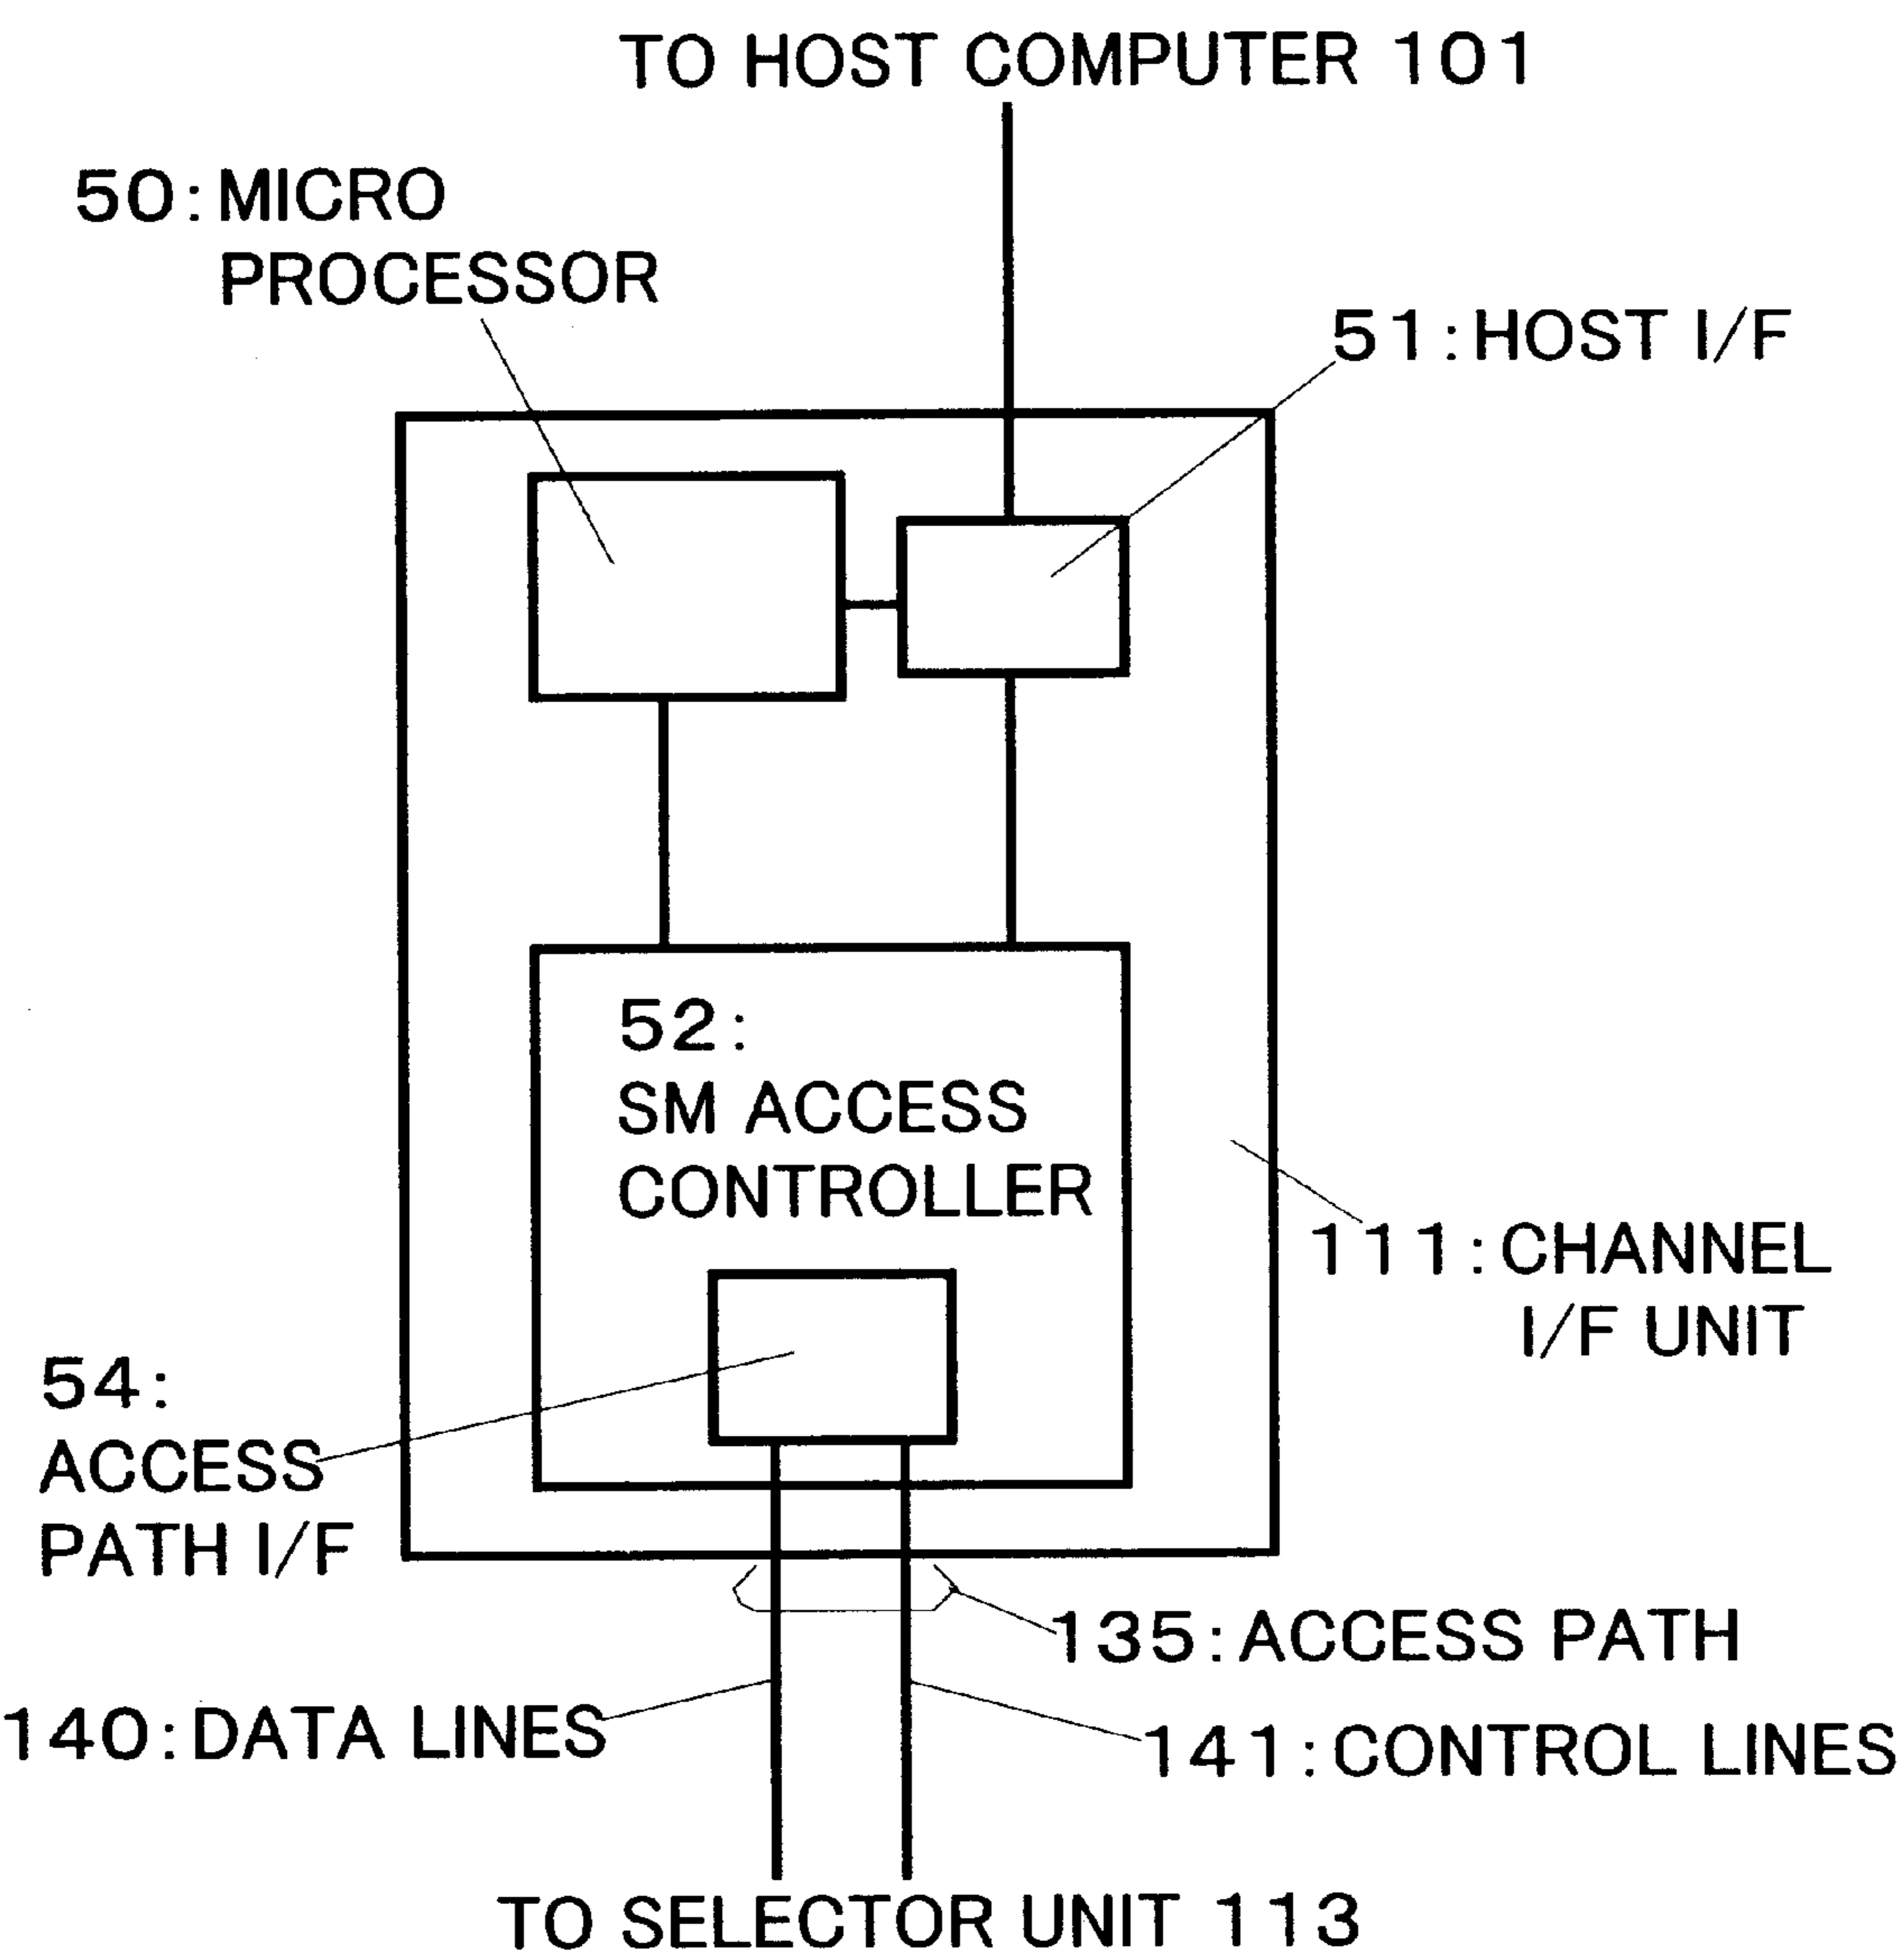 TO HOST COMPUTER 101
50:MICRO
PROCESSOR
51:HOST I/F
52:
SM ACCESS
CONTROLLER
111:CHANNEL
I/F UNIT
54:
ACCESS
PATH I/F
135:ACCESS PATH
140:DATA LINES
141:CONTROL LINES
TO SELECTOR UNIT 113